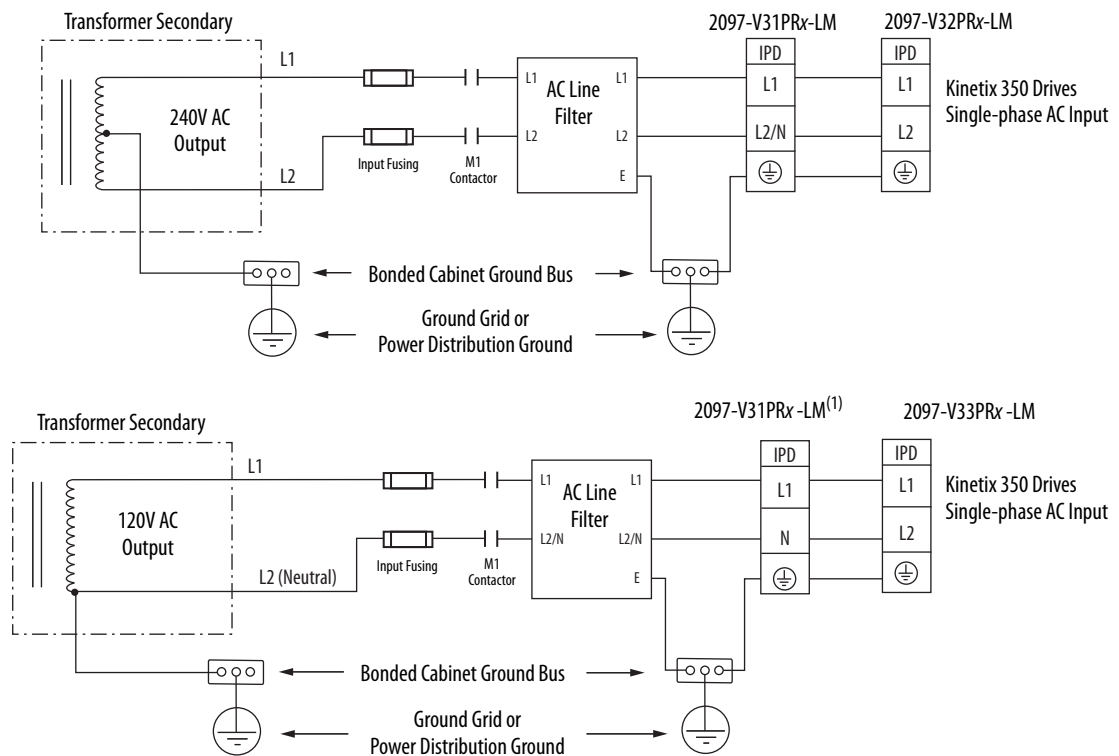 Transformer Secondary
2097-V31PRx-LM
2097-V32PRx-LM
IPD
IPD
L1
L1
L1
AC Line
Filter
L1
L1
Kinetix 350 Drives
Single-phase AC Input
240V AC
Output
L2
L2
L2/N
L2
Input Fusing
M1
Contactor
L2
E
Bonded Cabinet Ground Bus
Ground Grid or
Power Distribution Ground
Transformer Secondary
2097-V31PRx -LM(1)
2097-V33PRx -LM
IPD
IPD
L1
L1
L1
AC Line
Filter
L1
L1
Kinetix 350 Drives
Single-phase AC Input
120V AC
Output
L2/N
L2/N
N
L2
Input Fusing
M1
Contactor
L2 (Neutral)
E
Bonded Cabinet Ground Bus
Ground Grid or
Power Distribution Ground